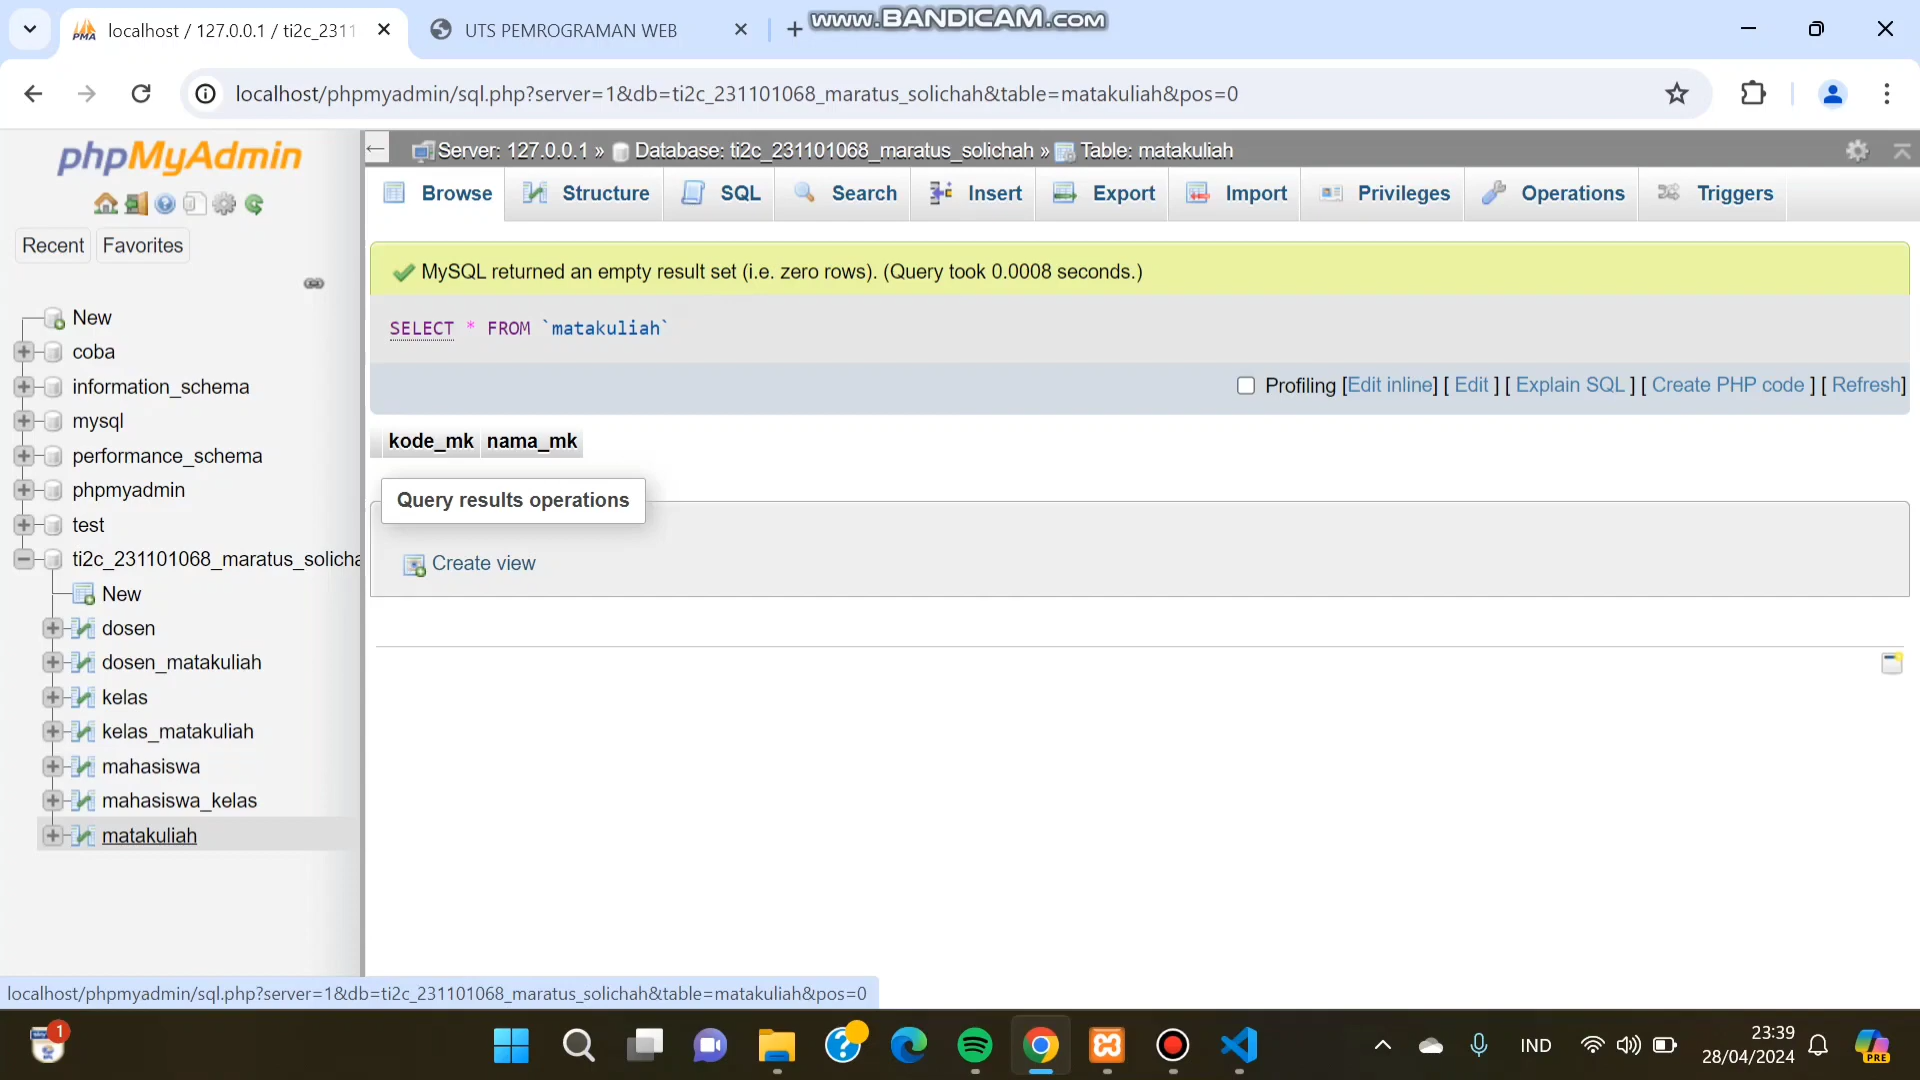 localhost / 127.0.0.1 / ti2c_2311
UTS PEMROGRAMAN WEB
www.BANDICAM.com
localhost/phpmyadmin/sql.php?server=1&db=ti2c_231101068_maratus_solichah&table=matakuliah&pos=0
phpMyAdmin
Recent
Favorites
New
coba
information_schema
mysql
performance_schema
phpmyadmin
test
ti2c_231101068_maratus_solicha
New
dosen
dosen_matakuliah
kelas
kelas_matakuliah
mahasiswa
mahasiswa_kelas
matakuliah
Server: 127.0.0.1 » Database: ti2c_231101068_maratus_solichah » Table: matakuliah
Browse
Structure
SQL
Search
Insert
Export
Import
Privileges
Operations
Triggers
MySQL returned an empty result set (i.e. zero rows). (Query took 0.0008 seconds.)
SELECT * FROM `matakuliah`
Profiling [Edit inline] [ Edit ] [ Explain SQL ] [ Create PHP code ] [ Refresh]
kode_mk nama_mk
Query results operations
Create view
localhost/phpmyadmin/sql.php?server=1&db=ti2c_231101068_maratus_solichah&table=matakuliah&pos=0
1
IND
23:39
28/04/2024
PRE